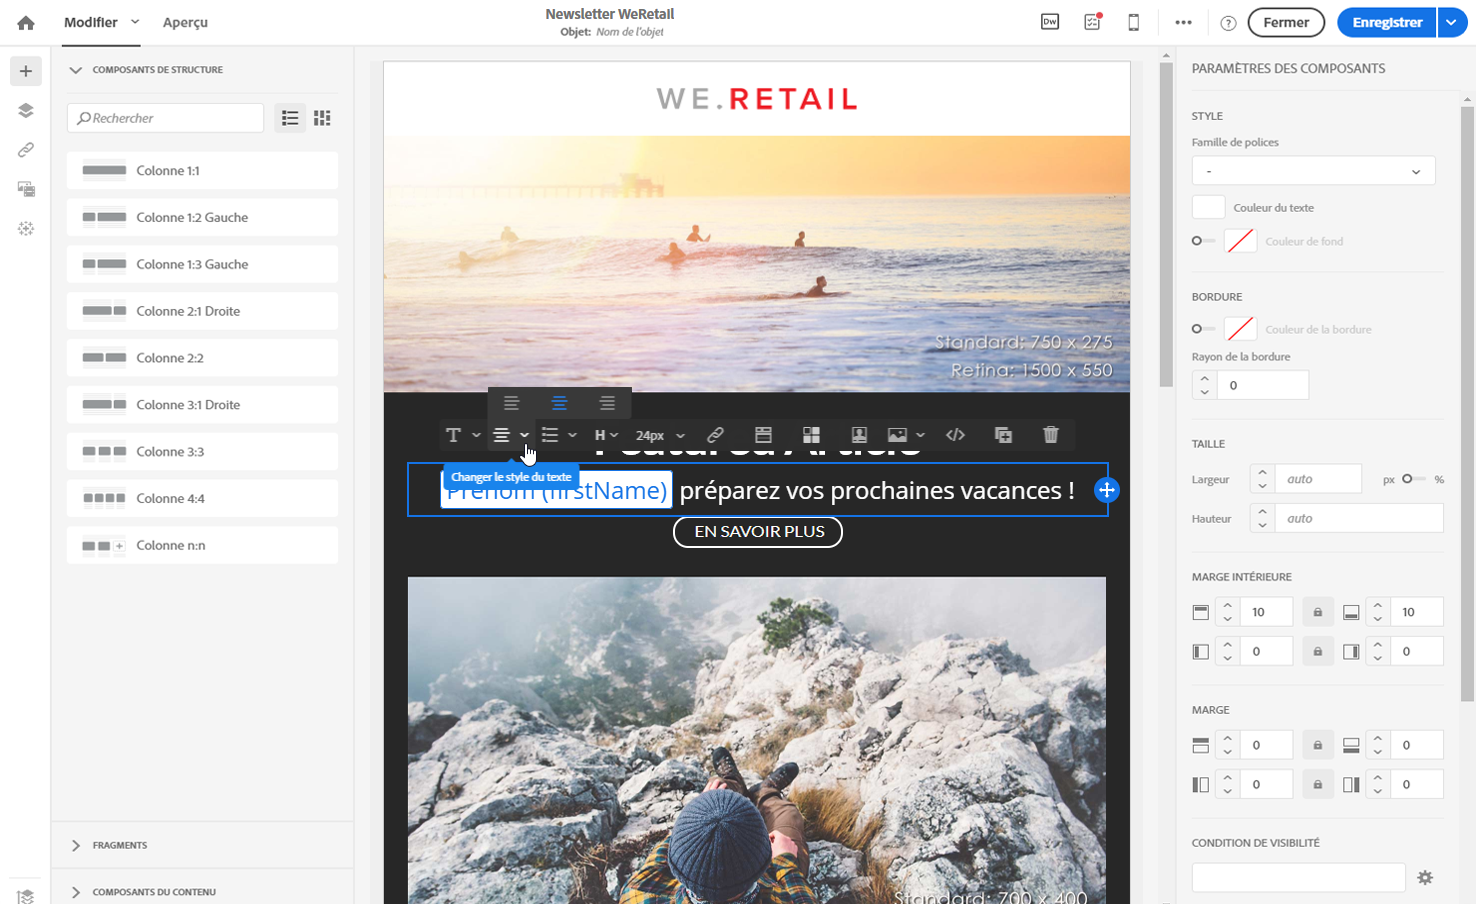 Modifier
Aperçu
Newsletter WeRetail
Objet: Nom de l'objet
Dw
Fermer
Enregistrer
COMPOSANTS DE STRUCTURE
Rechercher
Colonne 1:1
Colonne 1:2 Gauche
Colonne 1:3 Gauche
Colonne 2:1 Droite
Colonne 2:2
Colonne 3:1 Droite
Colonne 3:3
Colonne 4:4
Colonne n:n
FRAGMENTS
COMPOSANTS DU CONTENU
WE.RETAIL
Standard: 750 x 275
Retina: 1500 x 550
T
H
24px
Featured Article
Changer le style du texte
Prénom (firstName) préparez vos prochaines vacances !
EN SAVOIR PLUS
Standard: 700 x 400
PARAMÈTRES DES COMPOSANTS
STYLE
Famille de polices
-
Couleur du texte
Couleur de fond
BORDURE
Couleur de la bordure
Rayon de la bordure
0
TAILLE
Largeur auto px %
Hauteur auto
MARGE INTÉRIEURE
10 10
0 0
MARGE
0 0
0 0
CONDITION DE VISIBILITÉ